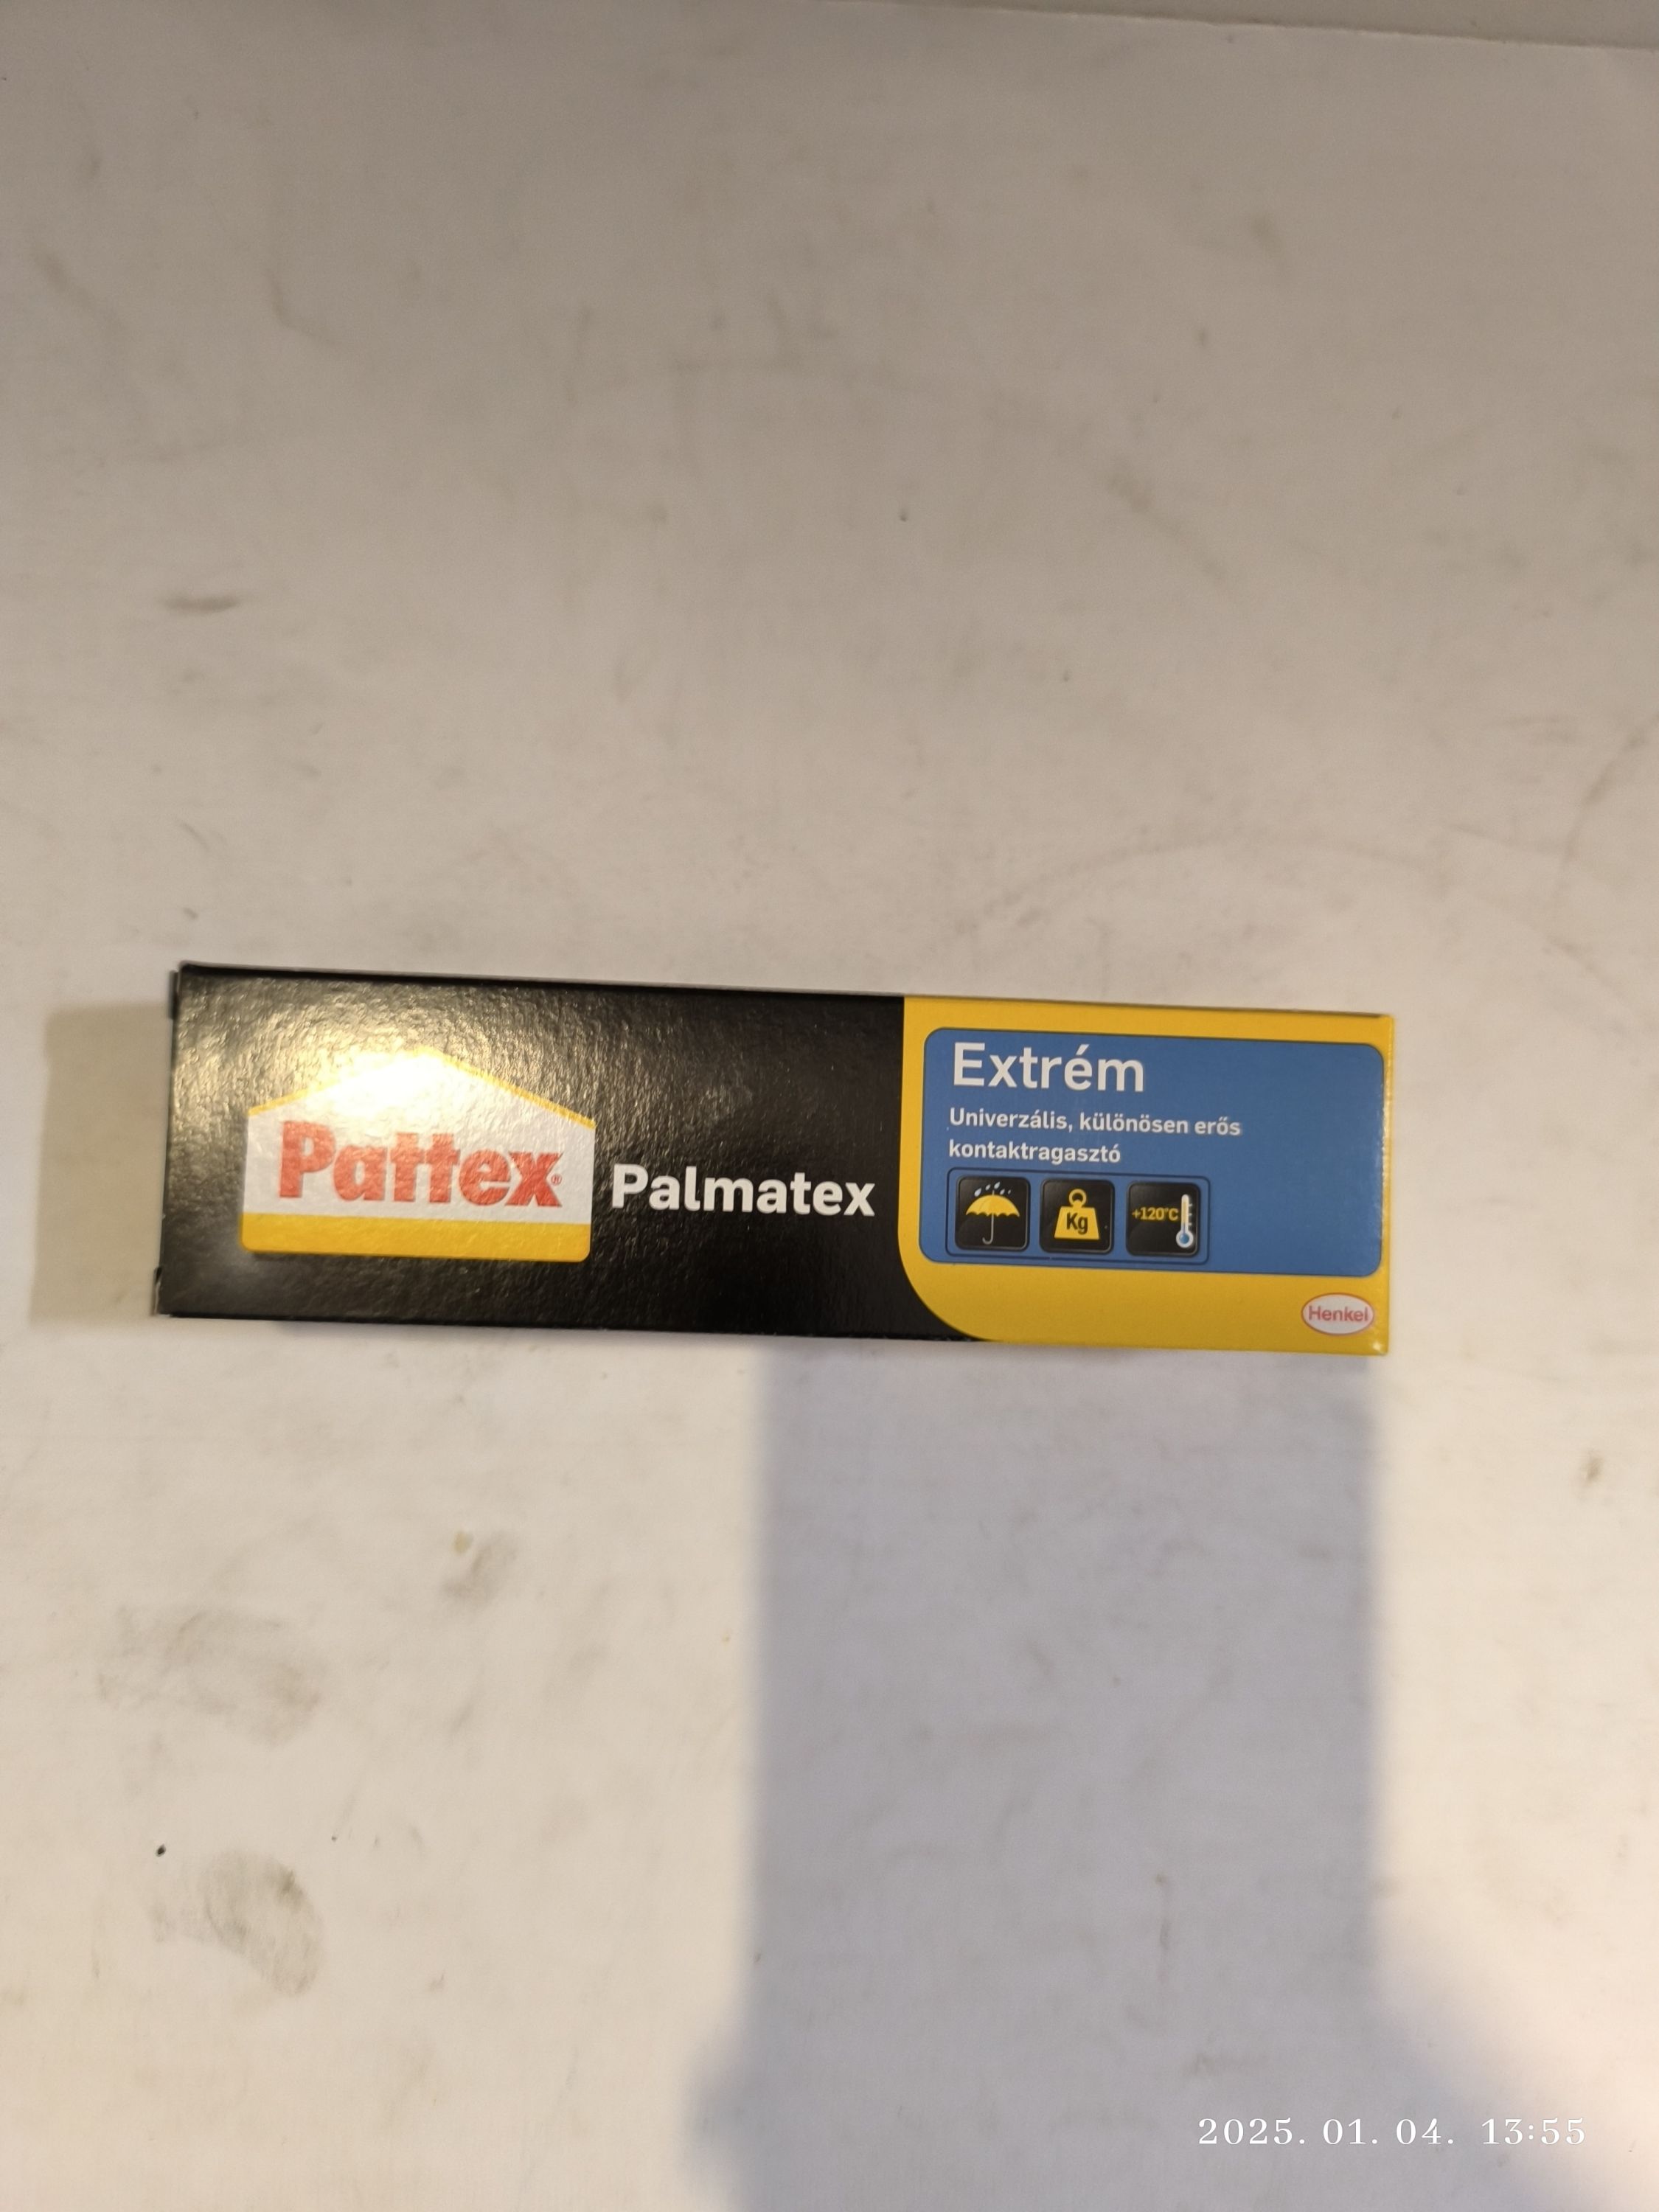 Pattex®
Palmatex
Extrém
Univerzális, különösen erős
kontaktragasztó
Kg
+120°C
Henkel
2025. 01. 04. 13:55